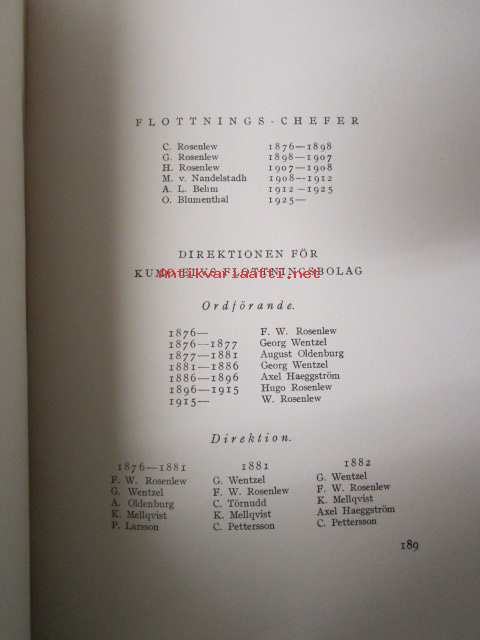 FLOTTNINGS-CHEFER
C. Rosenlew 1876—1898
G. Rosenlew 1898—1907
H. Rosenlew 1907—1908
M. v. Nandelstadh 1908—1912
A. L. Behm 1912—1925
O. Blumenthal 1925—
DIREKTIONEN FÖR
FLOTTNINGSBOLAG
Antikvariaatti.net
Ordförande.
1876— F. W. Rosenlew
1876—1877 Georg Wentzel
1877—1881 August Oldenburg
1881—1886 Georg Wentzel
1886—1896 Axel Haeggström
1896—1915 Hugo Rosenlew
1915— W. Rosenlew
Direktion.
1876—1881 1881 1882
F. W. Rosenlew G. Wentzel G. Wentzel
G. Wentzel F. W. Rosenlew F. W. Rosenlew
A. Oldenburg C. Törnudd K. Mellqvist
K. Mellqvist K. Mellqvist Axel Haeggström
P. Larsson C. Pettersson C. Pettersson
189